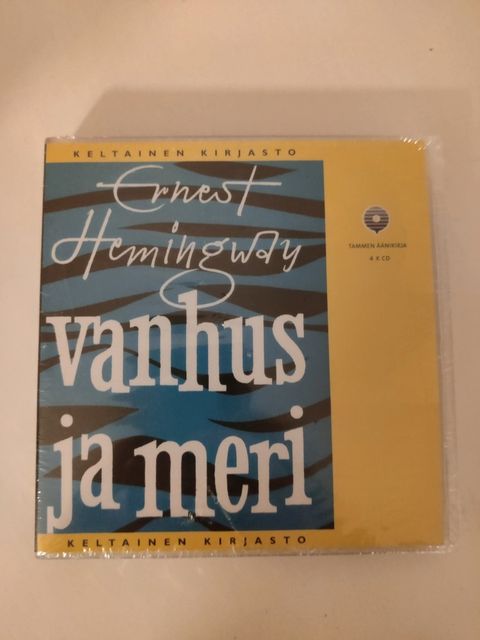 KELTAINEN KIRJASTO
Ernest
Hemingway
vanhus
ja meri
TAMMEN ÄÄNIKIRJA
4 X CD
KELTAINEN KIRJASTO